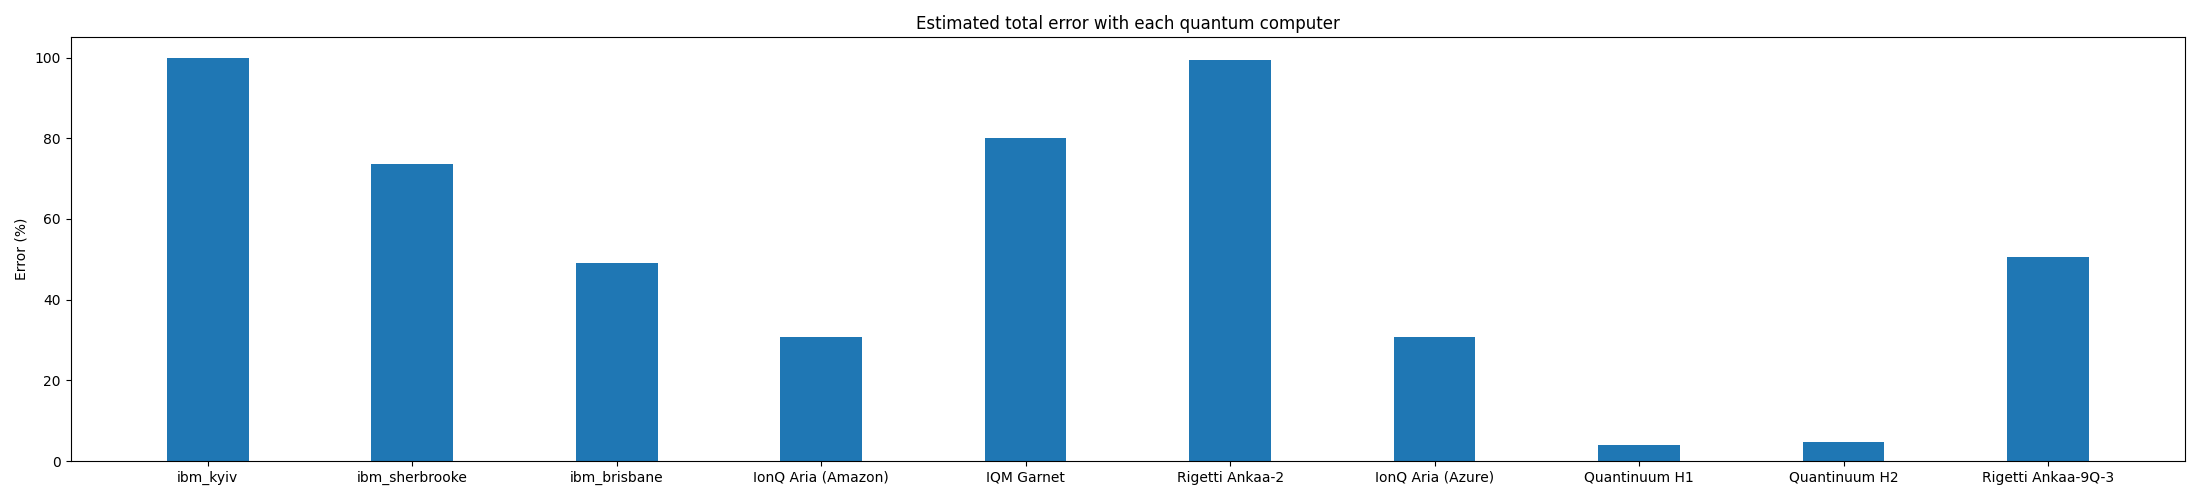 Estimated total error with each quantum computer
Error (%)
100
80
60
40
20
0
ibm_kyiv
ibm_sherbrooke
ibm_brisbane
IonQ Aria (Amazon)
IQM Garnet
Rigetti Ankaa-2
IonQ Aria (Azure)
Quantinuum H1
Quantinuum H2
Rigetti Ankaa-9Q-3